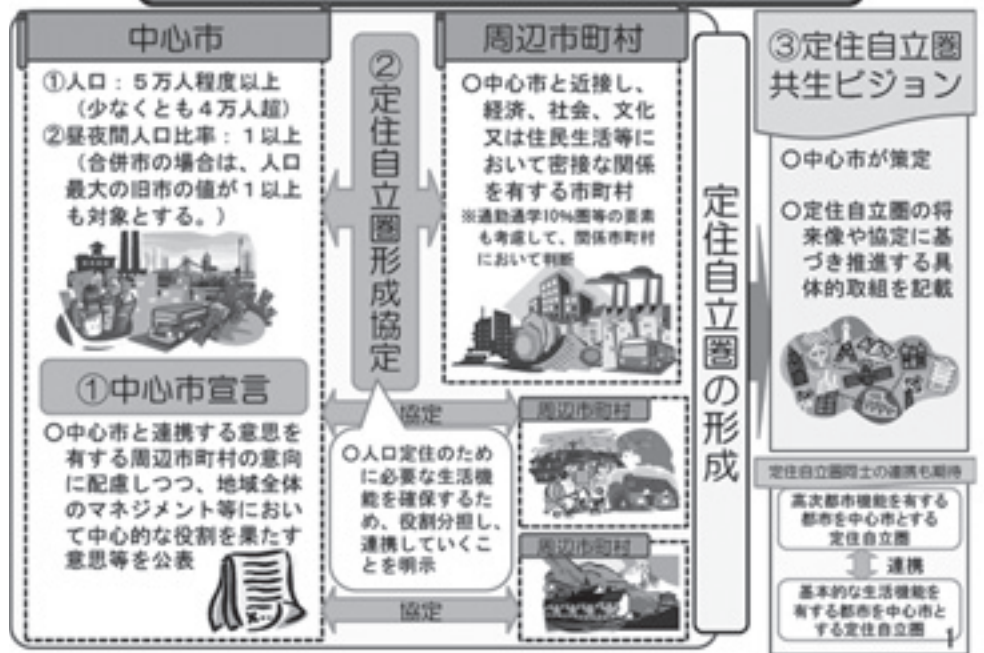 中心市
①人口：５万人程度以上
（少なくとも４万人超）
②昼夜間人口比率：１以上
（合併市の場合は、人口
最大の旧市の値が１以上
も対象とする。）
①中心市宣言
○中心市と連携する意思を
有する周辺市町村の意向
に配慮しつつ、地域全体
のマネジメント等におい
て中心的な役割を果たす
意思等を公表
②定住自立圏形成協定
協定
○人口定住のため
に必要な生活機
能を確保するた
め、役割分担し、
連携していくこ
とを明示
協定
周辺市町村
○中心市と近接し、
経済、社会、文化
又は住民生活等に
おいて密接な関係
を有する市町村
※通勤通学10%圏等の要素
も考慮して、関係市町村
において判断
周辺市町村
周辺市町村
定住自立圏の形成
③定住自立圏
共生ビジョン
○中心市が策定
○定住自立圏の将
来像や協定に基
づき推進する具
体的取組を記載
定住自立圏同士の連携も期待
高次都市機能を有する
都市を中心市とする
定住自立圏
連携
基本的な生活機能を
有する都市を中心市と
する定住自立圏
1